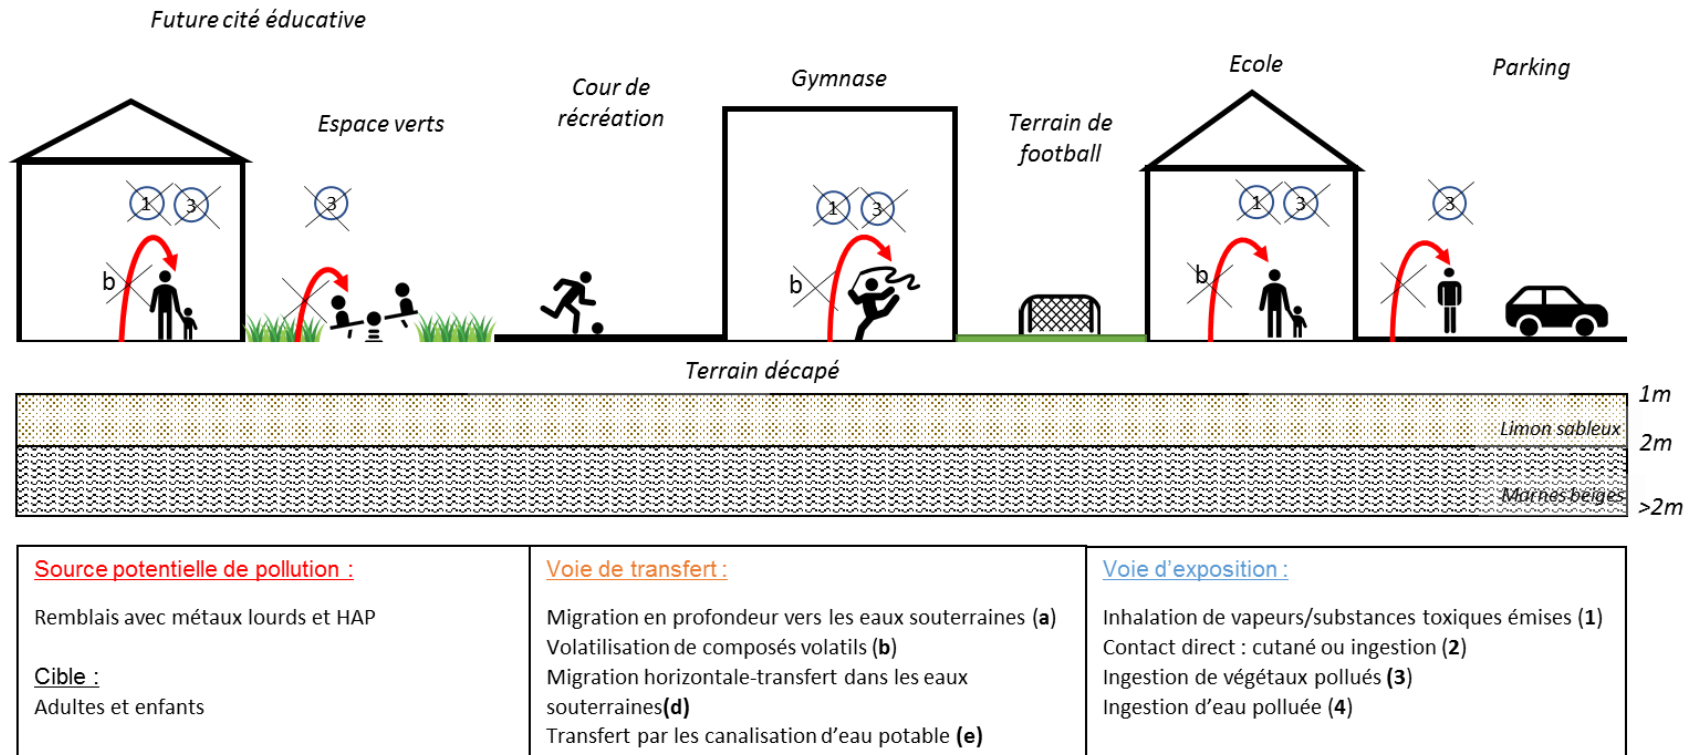 Future cité éducative
Espace verts
Cour de
récréation
Gymnase
Terrain de
football
Ecole
Parking
1 3
3
1 3
1 3
3
b
b
b
Terrain décapé
1m
Limon sableux
2m
Marnes beiges
>2m
Source potentielle de pollution :
Remblais avec métaux lourds et HAP
Cible :
Adultes et enfants
Voie de transfert :
Migration en profondeur vers les eaux souterraines (a)
Volatilisation de composés volatils (b)
Migration horizontale-transfert dans les eaux
souterraines(d)
Transfert par les canalisation d'eau potable (e)
Voie d'exposition :
Inhalation de vapeurs/substances toxiques émises (1)
Contact direct : cutané ou ingestion (2)
Ingestion de végétaux pollués (3)
Ingestion d'eau polluée (4)